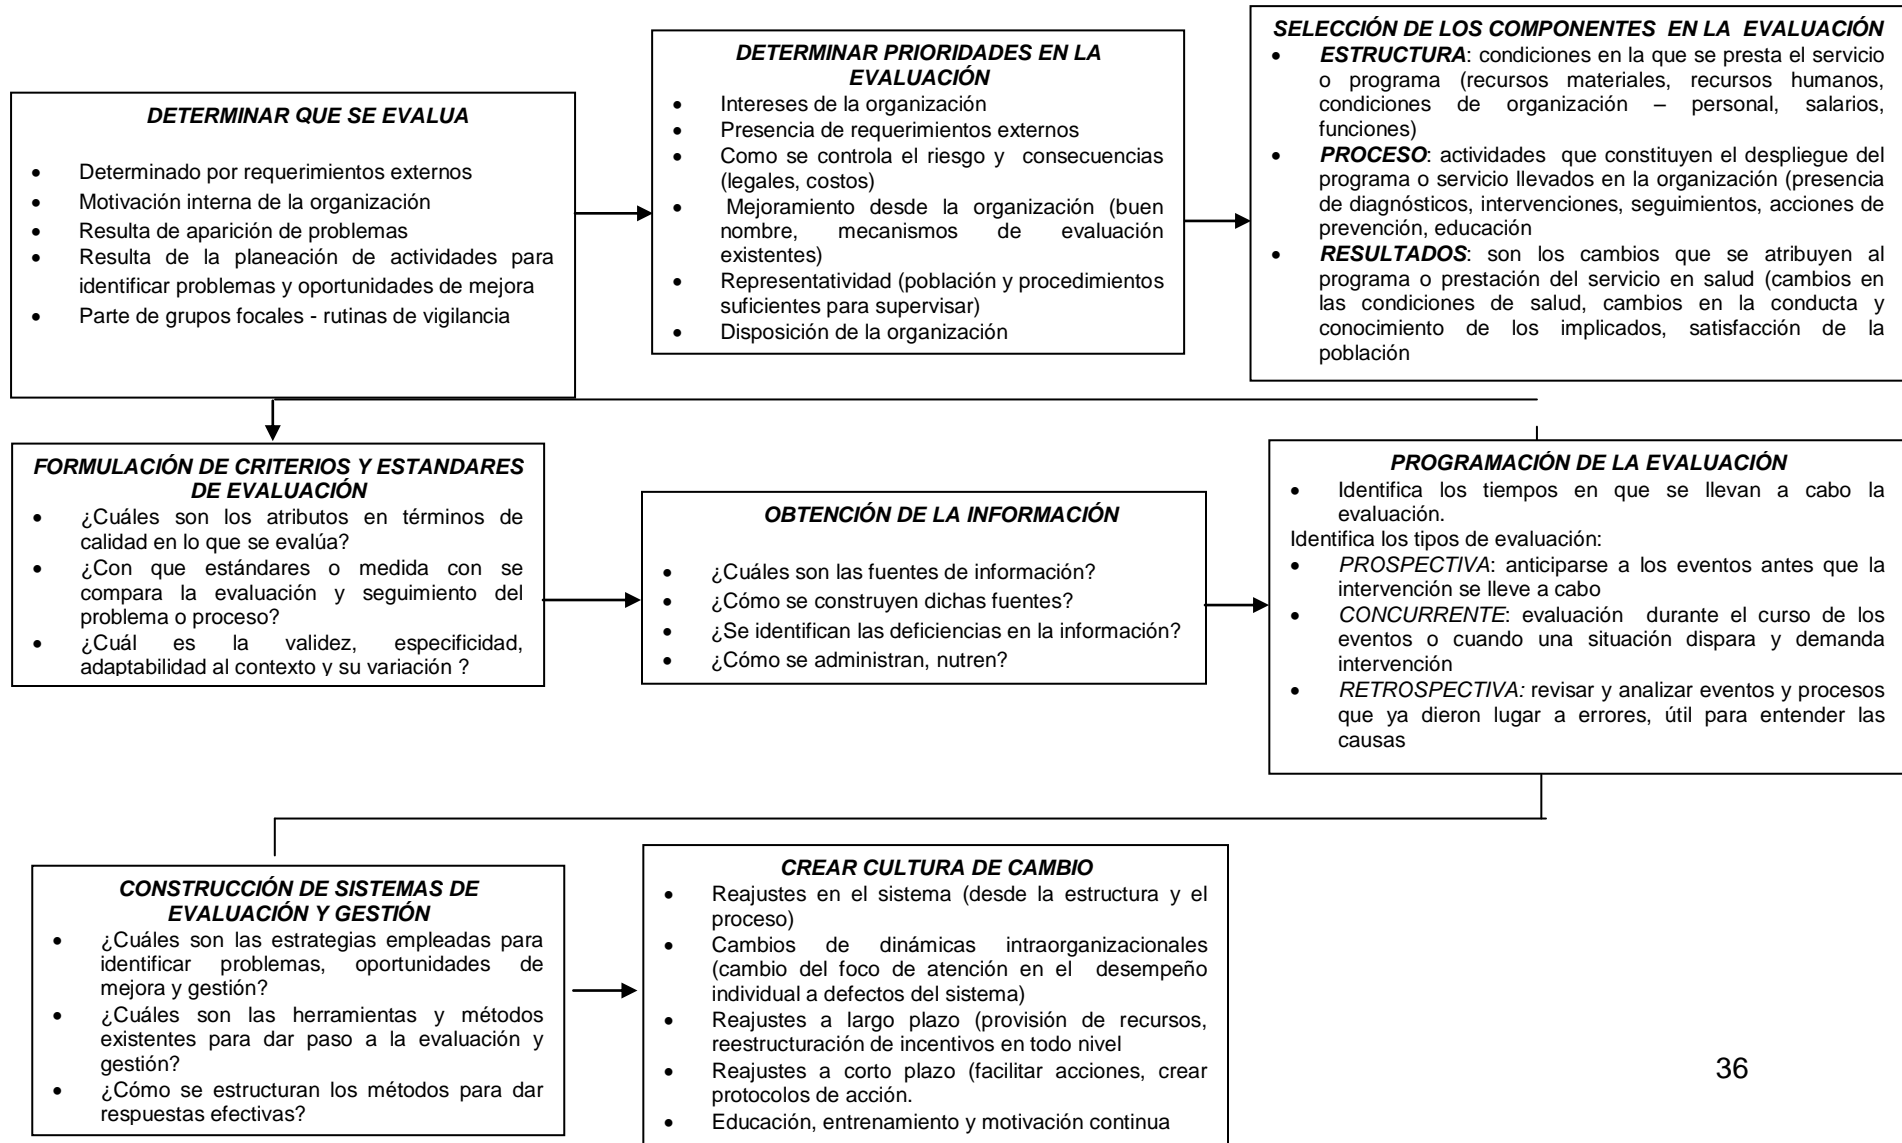 DETERMINAR QUE SE EVALUA
• Determinado por requerimientos externos
• Motivación interna de la organización
• Resulta de aparición de problemas
• Resulta de la planeación de actividades para
identificar problemas y oportunidades de mejora
• Parte de grupos focales - rutinas de vigilancia
DETERMINAR PRIORIDADES EN LA
EVALUACIÓN
• Intereses de la organización
• Presencia de requerimientos externos
• Como se controla el riesgo y consecuencias
(legales, costos)
• Mejoramiento desde la organización (buen
nombre, mecanismos de evaluación
existentes)
• Representatividad (población y procedimientos
suficientes para supervisar)
• Disposición de la organización
SELECCIÓN DE LOS COMPONENTES EN LA EVALUACIÓN
• ESTRUCTURA: condiciones en la que se presta el servicio
o programa (recursos materiales, recursos humanos,
condiciones de organización – personal, salarios,
funciones)
• PROCESO: actividades que constituyen el despliegue del
programa o servicio llevados en la organización (presencia
de diagnósticos, intervenciones, seguimientos, acciones de
prevención, educación
• RESULTADOS: son los cambios que se atribuyen al
programa o prestación del servicio en salud (cambios en
las condiciones de salud, cambios en la conducta y
conocimiento de los implicados, satisfacción de la
población
FORMULACIÓN DE CRITERIOS Y ESTANDARES
DE EVALUACIÓN
• ¿Cuáles son los atributos en términos de
calidad en lo que se evalúa?
• ¿Con que estándares o medida con se
compara la evaluación y seguimiento del
problema o proceso?
• ¿Cuál es la validez, especificidad,
adaptabilidad al contexto y su variación ?
OBTENCIÓN DE LA INFORMACIÓN
• ¿Cuáles son las fuentes de información?
• ¿Cómo se construyen dichas fuentes?
• ¿Se identifican las deficiencias en la información?
• ¿Cómo se administran, nutren?
PROGRAMACIÓN DE LA EVALUACIÓN
• Identifica los tiempos en que se llevan a cabo la
evaluación.
Identifica los tipos de evaluación:
• PROSPECTIVA: anticiparse a los eventos antes que la
intervención se lleve a cabo
• CONCURRENTE: evaluación durante el curso de los
eventos o cuando una situación dispara y demanda
intervención
• RETROSPECTIVA: revisar y analizar eventos y procesos
que ya dieron lugar a errores, útil para entender las
causas
CONSTRUCCIÓN DE SISTEMAS DE
EVALUACIÓN Y GESTIÓN
• ¿Cuáles son las estrategias empleadas para
identificar problemas, oportunidades de
mejora y gestión?
• ¿Cuáles son las herramientas y métodos
existentes para dar paso a la evaluación y
gestión?
• ¿Cómo se estructuran los métodos para dar
respuestas efectivas?
CREAR CULTURA DE CAMBIO
• Reajustes en el sistema (desde la estructura y el
proceso)
• Cambios de dinámicas intraorganizacionales
(cambio del foco de atención en el desempeño
individual a defectos del sistema)
• Reajustes a largo plazo (provisión de recursos,
reestructuración de incentivos en todo nivel
• Reajustes a corto plazo (facilitar acciones, crear
protocolos de acción.
• Educación, entrenamiento y motivación continua
36